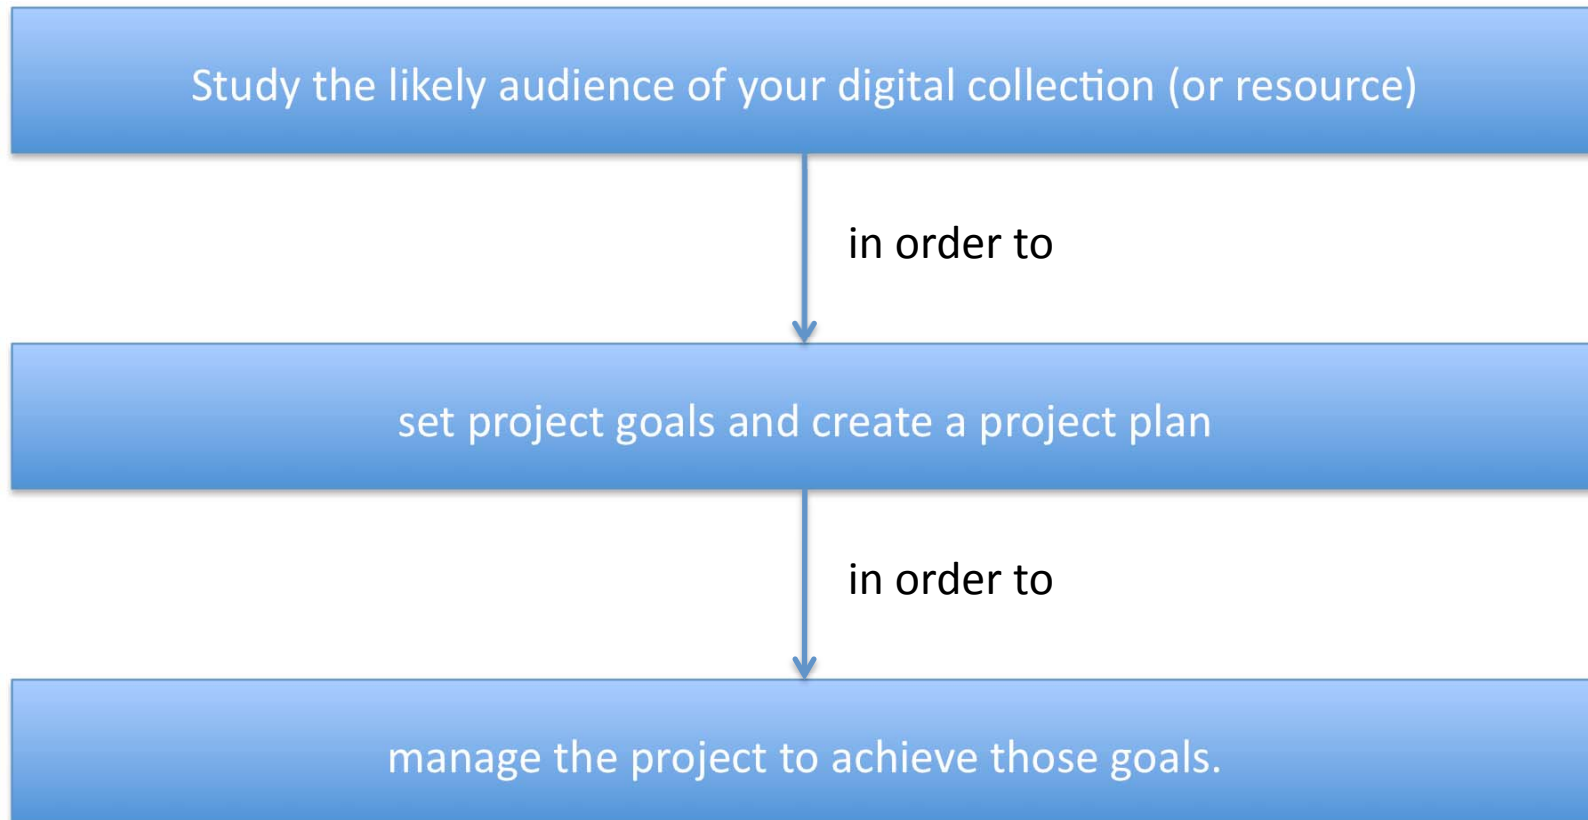 Study the likely audience of your digital collection (or resource)
in order to
set project goals and create a project plan
in order to
manage the project to achieve those goals.